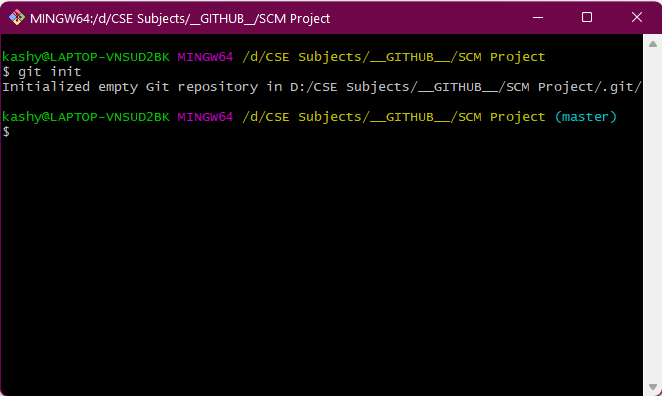 MINGW64:/d/CSE Subjects/__GITHUB__/SCM Project
kashy@LAPTOP-VNSUD2BK MINGW64 /d/CSE Subjects/__GITHUB__/SCM Project
$ git init
Initialized empty Git repository in D:/CSE Subjects/__GITHUB__/SCM Project/.git/
kashy@LAPTOP-VNSUD2BK MINGW64 /d/CSE Subjects/__GITHUB__/SCM Project (master)
$